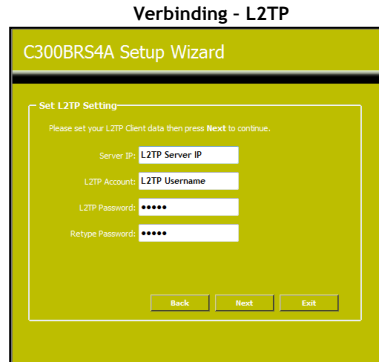 Verbinding - L2TP
C300BRS4A Setup Wizard
Set L2TP Setting
Please set your L2TP Client data then press Next to continue.
Server IP: L2TP Server IP
L2TP Account: L2TP Username
L2TP Password: •••••
Retype Password: •••••
Back Next Exit